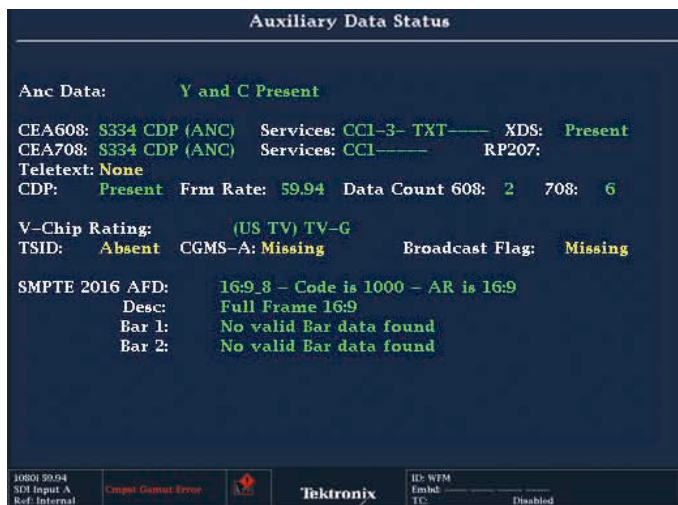 Auxiliary Data Status
Anc Data: Y and C Present
CEA608: S334 CDP (ANC) Services: CC1-3- TXT---- XDS: Present
CEA708: S334 CDP (ANC) Services: CC1----- RP207:
Teletext: None
CDP: Present Frm Rate: 59.94 Data Count 608: 2 708: 6
V-Chip Rating: (US TV) TV-G
TSID: Absent CGMS-A: Missing Broadcast Flag: Missing
SMPTE 2016 AFD: 16:9_8 - Code is 1000 - AR is 16:9
Desc: Full Frame 16:9
Bar 1: No valid Bar data found
Bar 2: No valid Bar data found
1080i 59.94
SDI Input A
Ref: Internal
Cmpst Gamut Error
Tektronix
ID: WFM
Embd: ---- ---- ---- ----
TC: Disabled